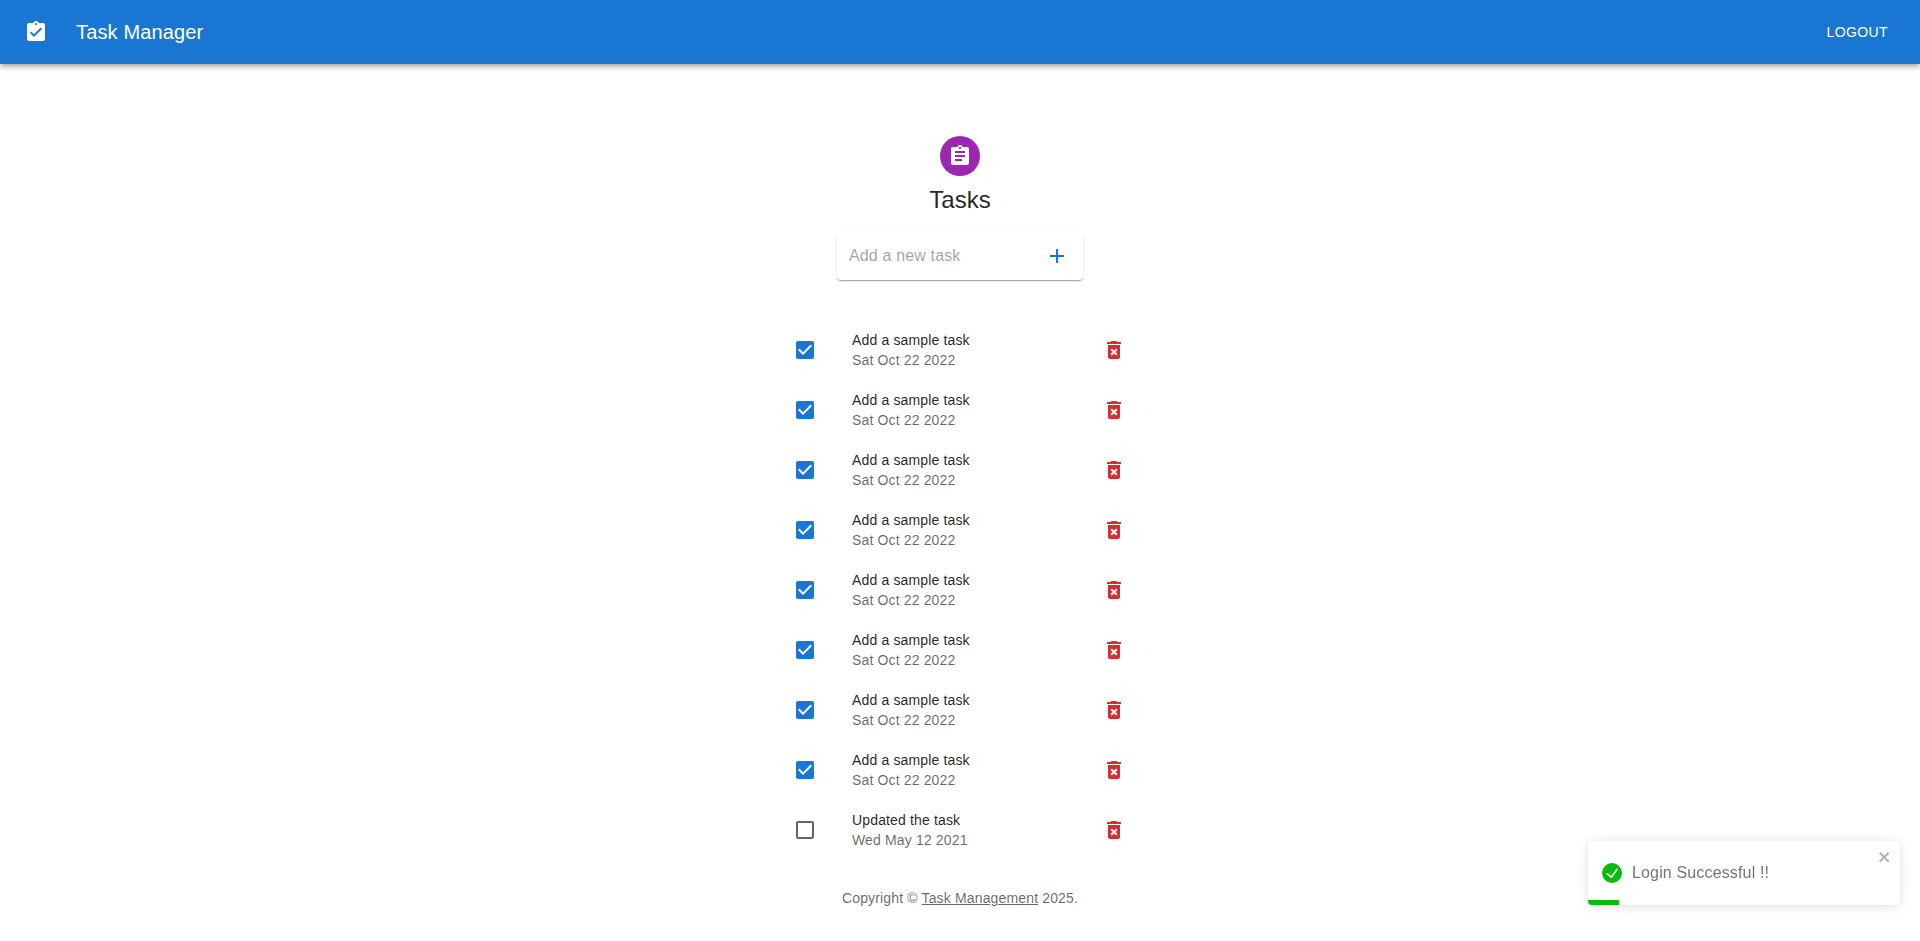 Task Manager
LOGOUT
Tasks
Add a new task
Add a sample task
Sat Oct 22 2022
Add a sample task
Sat Oct 22 2022
Add a sample task
Sat Oct 22 2022
Add a sample task
Sat Oct 22 2022
Add a sample task
Sat Oct 22 2022
Add a sample task
Sat Oct 22 2022
Add a sample task
Sat Oct 22 2022
Add a sample task
Sat Oct 22 2022
Updated the task
Wed May 12 2021
Login Successful !!
Copyright © Task Management 2025.